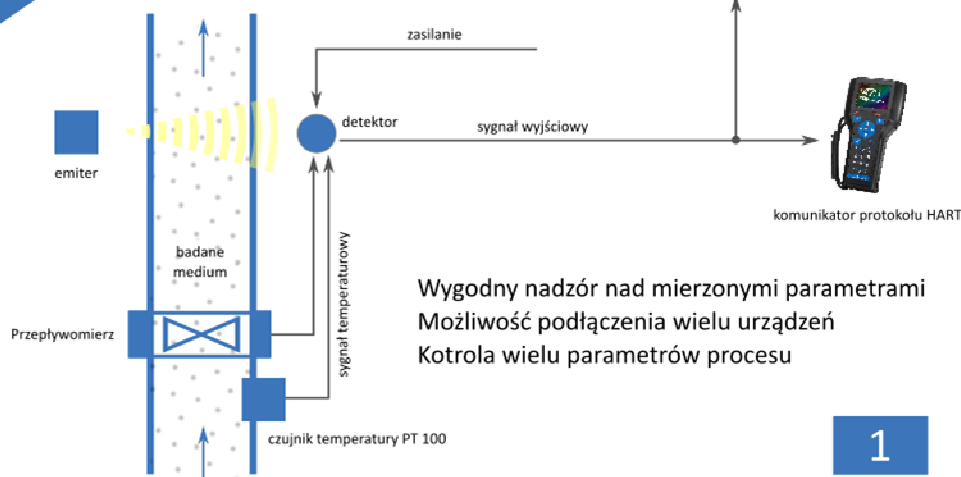 zasilanie
detektor
sygnał wyjściowy
emiter
komunikator protokołu HART
badane
medium
sygnał temperaturowy
Wygodny nadzór nad mierzonymi parametrami
Możliwość podłączenia wielu urządzeń
Kotrola wielu parametrów procesu
Przepływomierz
czujnik temperatury PT 100
1